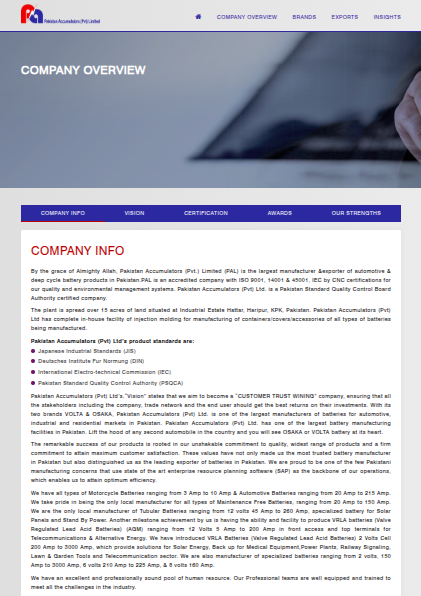 Pakistan Accumulators (Pvt) Limited
COMPANY OVERVIEW BRANDS EXPORTS INSIGHTS
COMPANY OVERVIEW
COMPANY INFO VISION CERTIFICATION AWARDS OUR STRENGTHS
COMPANY INFO
By the grace of Almighty Allah, Pakistan Accumulators (Pvt.) Limited (PAL) is the largest manufacturer &exporter of automotive &
deep cycle battery products in Pakistan.PAL is an accredited company with ISO 9001, 14001 & 45001, IEC by CNC certifications for
our quality and environmental management systems. Pakistan Accumulators (Pvt) Ltd. is a Pakistan Standard Quality Control Board
Authority certified company.
The plant is spread over 15 acres of land situated at Industrial Estate Hattar, Haripur, KPK, Pakistan. Pakistan Accumulators (Pvt)
Ltd has complete in-house facility of injection molding for manufacturing of containers/covers/accessories of all types of batteries
being manufactured.
Pakistan Accumulators (Pvt) Ltd's product standards are:
Japanese Industrial Standards (JIS)
Deutsches Institute Fur Normung (DIN)
International Electro-technical Commission (IEC)
Pakistan Standard Quality Control Authority (PSQCA)
Pakistan Accumulators (Pvt) Ltd's."Vision" states that we aim to become a "CUSTOMER TRUST WINING" company, ensuring that all
the stakeholders including the company, trade network and the end user should get the best returns on their investments. With its
two brands VOLTA & OSAKA, Pakistan Accumulators (Pvt) Ltd. is one of the largest manufacturers of batteries for automotive,
industrial and residential markets in Pakistan. Pakistan Accumulators (Pvt) Ltd. has one of the largest battery manufacturing
facilities in Pakistan. Lift the hood of any second automobile in the country and you will see OSAKA or VOLTA battery at its heart.
The remarkable success of our products is rooted in our unshakable commitment to quality, widest range of products and a firm
commitment to attain maximum customer satisfaction. These values have not only made us the most trusted battery manufacturer
in Pakistan but also distinguished us as the leading exporter of batteries in Pakistan. We are proud to be one of the few Pakistani
manufacturing concerns that use state of the art enterprise resource planning software (SAP) as the backbone of our operations,
which enables us to attain optimum efficiency.
We have all types of Motorcycle Batteries ranging from 3 Amp to 10 Amp & Automotive Batteries ranging from 20 Amp to 215 Amp.
We take pride in being the only local manufacturer for all types of Maintenance Free Batteries, ranging from 20 Amp to 150 Amp.
We are the only local manufacturer of Tubular Batteries ranging from 12 volts 45 Amp to 260 Amp, specialized battery for Solar
Panels and Stand By Power. Another milestone achievement by us is having the ability and facility to produce VRLA batteries (Valve
Regulated Lead Acid Batteries) (AGM) ranging from 12 Volts 5 Amp to 200 Amp in front access and top terminals for
Telecommunications & Alternative Energy. We have introduced VRLA Batteries (Valve Regulated Lead Acid Batteries) 2 Volts Cell
200 Amp to 3000 Amp, which provide solutions for Solar Energy, Back up for Medical Equipment,Power Plants, Railway Signaling,
Lawn & Garden Tools and Telecommunication sector. We are also manufacturer of specialized batteries ranging from 2 volts, 150
Amp to 3000 Amp, 6 volts 210 Amp to 225 Amp, & 8 volts 160 Amp.
We have an excellent and professionally sound pool of human resource. Our Professional teams are well equipped and trained to
meet all the challenges in the industry.